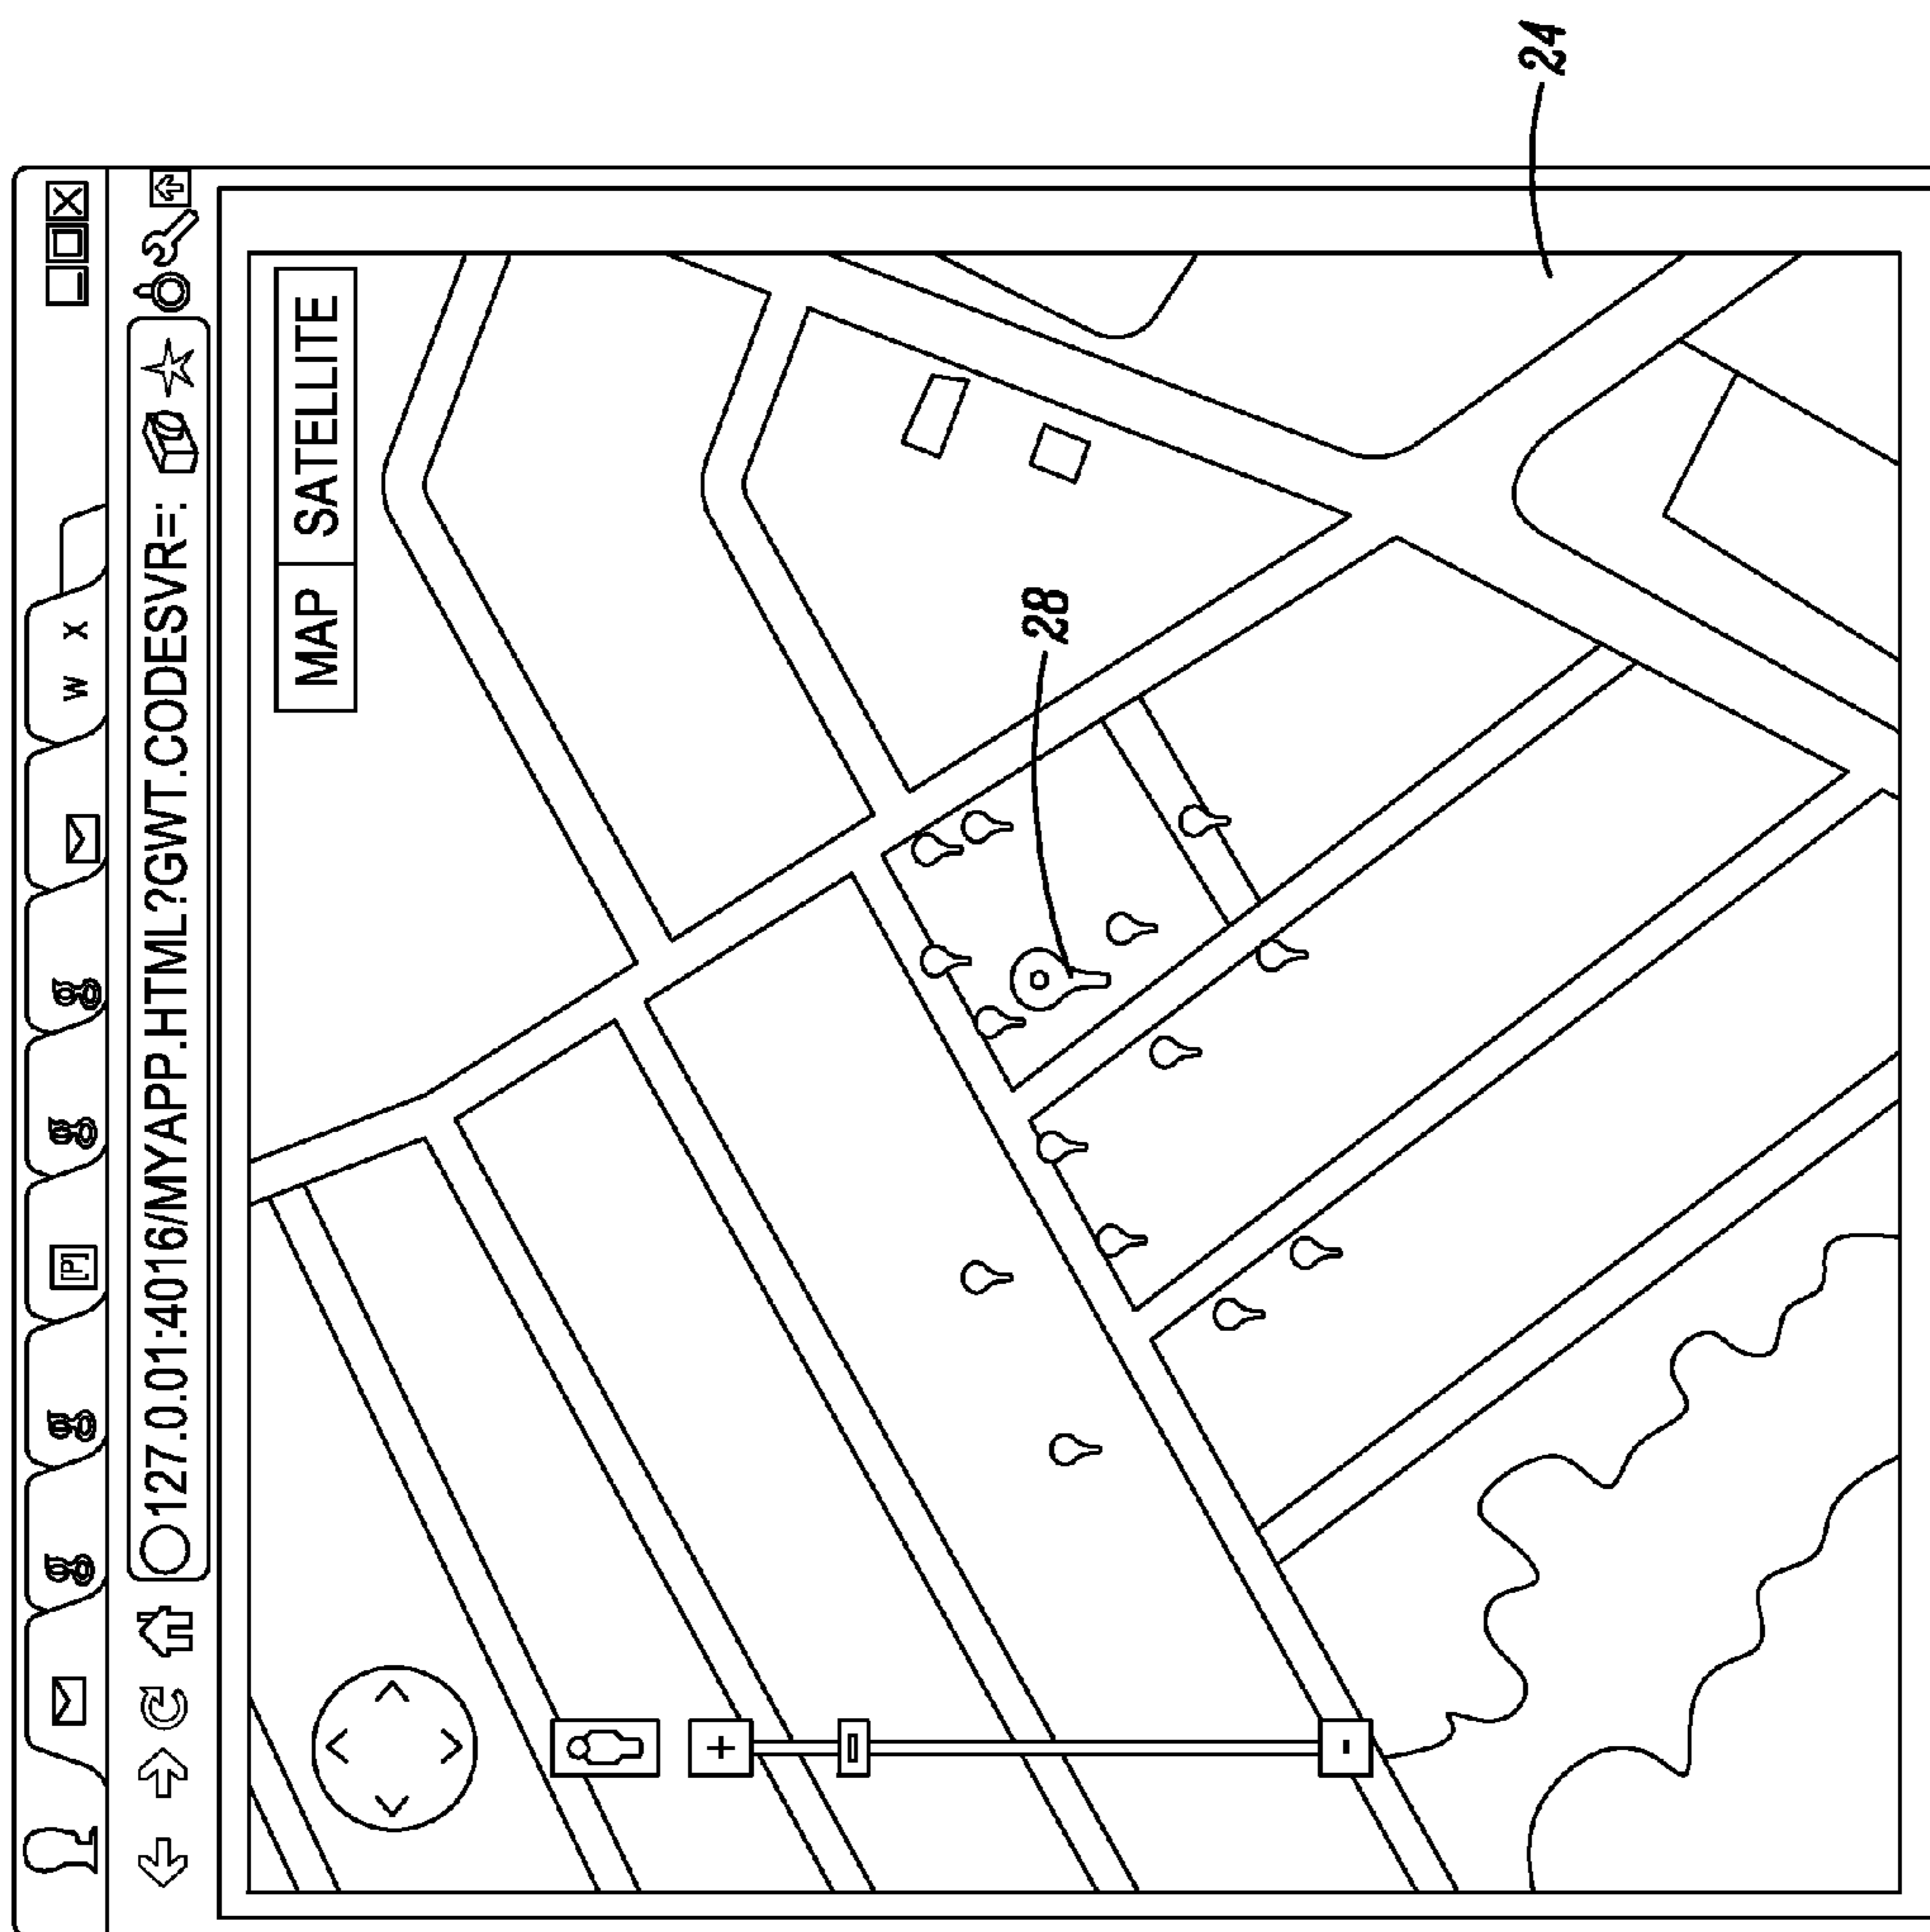 g g [P] g g W X
127.0.01:4016/MYAPP.HTML?GWT.CODESVR=:
MAP SATELLITE
+
-
28
24